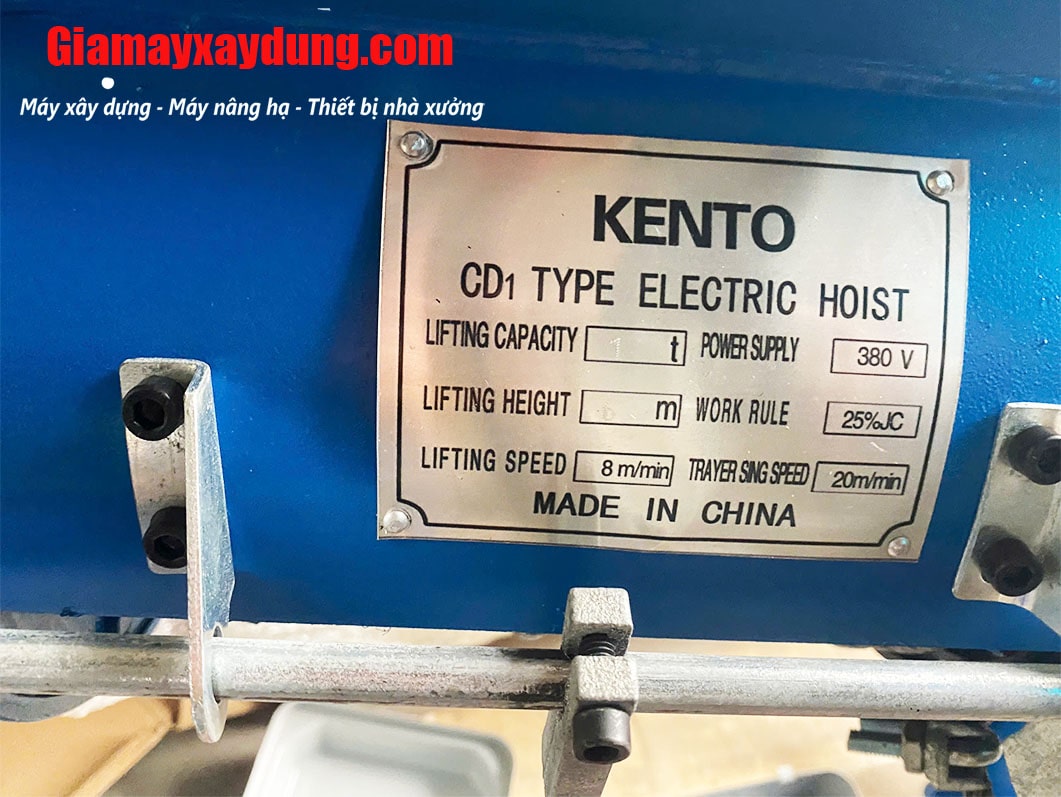 Giamayxaydung.com
Máy xây dựng - Máy nâng hạ - Thiết bị nhà xưởng
KENTO
CD1 TYPE ELECTRIC HOIST
LIFTING CAPACITY t POWER SUPPLY 380 V
LIFTING HEIGHT m WORK RULE 25%JC
LIFTING SPEED 8 m/min TRAYER SING SPEED 20m/min
MADE IN CHINA